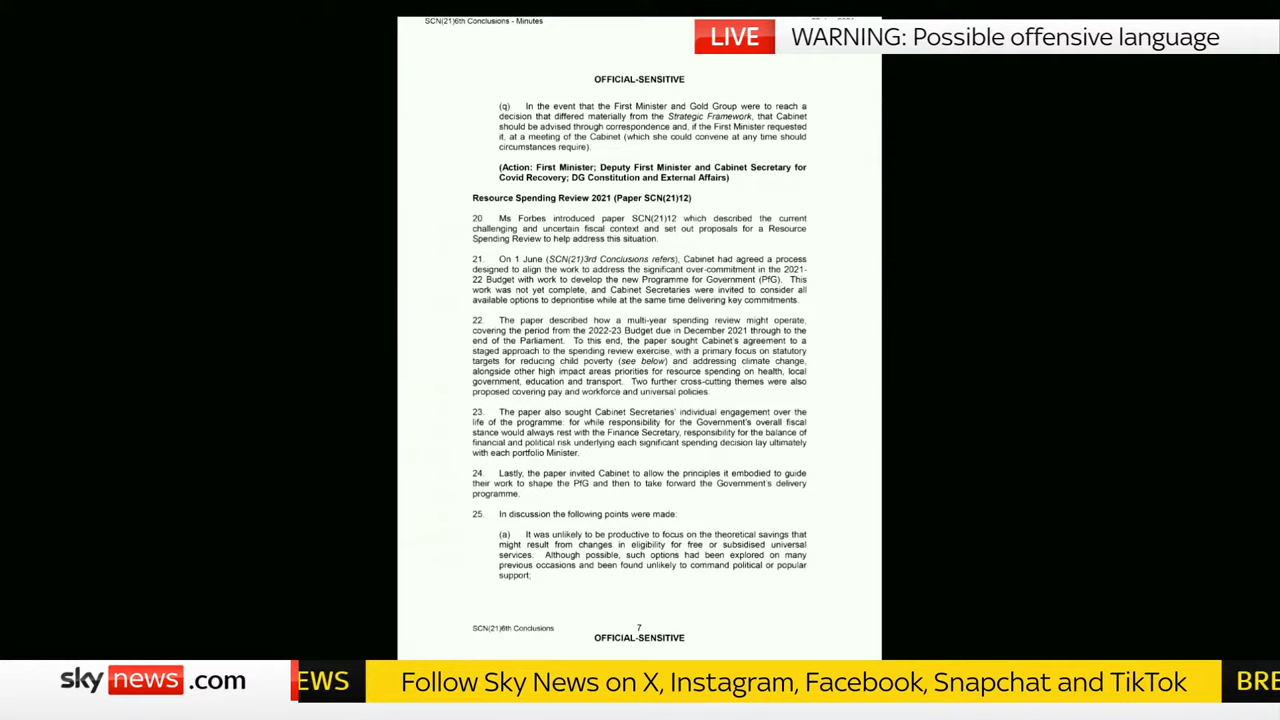 SCN(21)6th Conclusions - Minutes
LIVE
WARNING: Possible offensive language
OFFICIAL-SENSITIVE
(q) In the event that the First Minister and Gold Group were to reach a
decision that differed materially from the Strategic Framework, that Cabinet
should be advised through correspondence and, if the First Minister requested
it, at a meeting of the Cabinet (which she could convene at any time should
circumstances require).
(Action: First Minister; Deputy First Minister and Cabinet Secretary for
Covid Recovery; DG Constitution and External Affairs)
Resource Spending Review 2021 (Paper SCN(21)12)
20. Ms Forbes introduced paper SCN(21)12 which described the current
challenging and uncertain fiscal context and set out proposals for a Resource
Spending Review to help address this situation.
21. On 1 June (SCN(21)3rd Conclusions refers), Cabinet had agreed a process
designed to align the work to address the significant over-commitment in the 2021-
22 Budget with work to develop the new Programme for Government (PfG). This
work was not yet complete, and Cabinet Secretaries were invited to consider all
available options to deprioritise while at the same time delivering key commitments.
22. The paper described how a multi-year spending review might operate,
covering the period from the 2022-23 Budget due in December 2021 through to the
end of the Parliament. To this end, the paper sought Cabinet's agreement to a
staged approach to the spending review exercise, with a primary focus on statutory
targets for reducing child poverty (see below) and addressing climate change,
alongside other high impact areas priorities for resource spending on health, local
government, education and transport. Two further cross-cutting themes were also
proposed covering pay and workforce and universal policies.
23. The paper also sought Cabinet Secretaries' individual engagement over the
life of the programme: for while responsibility for the Government's overall fiscal
stance would always rest with the Finance Secretary, responsibility for the balance of
financial and political risk underlying each significant spending decision lay ultimately
with each portfolio Minister.
24. Lastly, the paper invited Cabinet to allow the principles it embodied to guide
their work to shape the PfG and then to take forward the Government's delivery
programme.
25. In discussion the following points were made:
(a) It was unlikely to be productive to focus on the theoretical savings that
might result from changes in eligibility for free or subsidised universal
services. Although possible, such options had been explored on many
previous occasions and been found unlikely to command political or popular
support;
SCN(21)6th Conclusions
7
OFFICIAL-SENSITIVE
sky news .com
EWS
Follow Sky News on X, Instagram, Facebook, Snapchat and TikTok
BRE